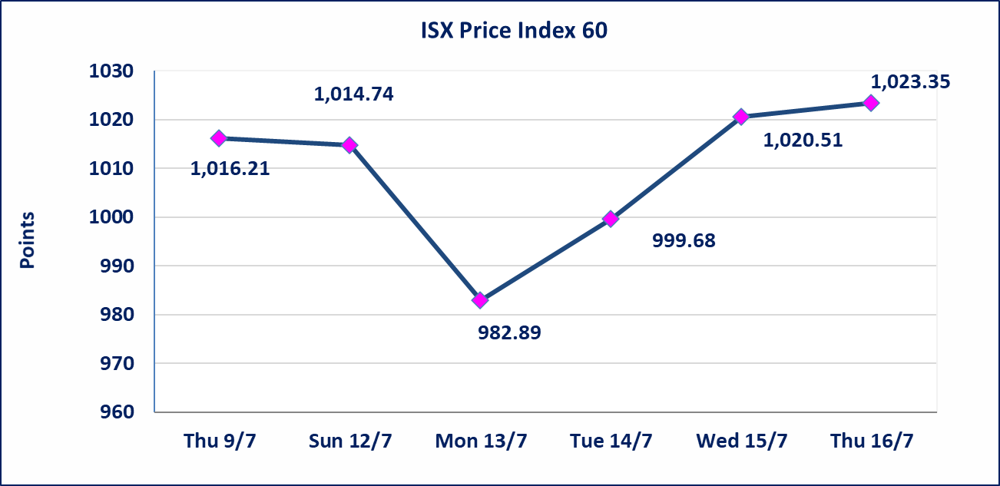 ISX Price Index 60
1030
1020
1010
1000
990
980
970
960
Points
1,016.21
1,014.74
982.89
999.68
1,020.51
1,023.35
Thu 9/7
Sun 12/7
Mon 13/7
Tue 14/7
Wed 15/7
Thu 16/7